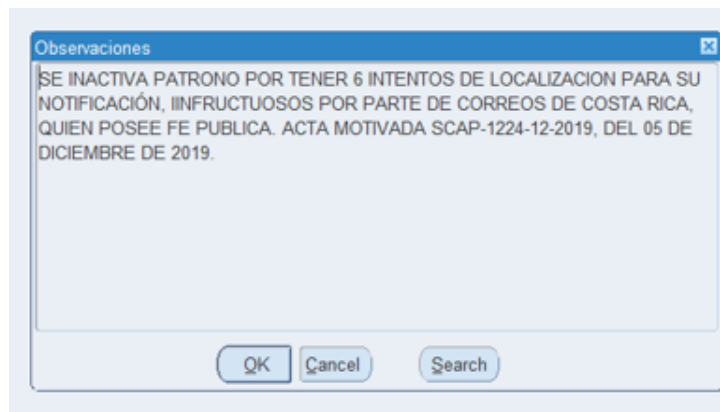 Observaciones
SE INACTIVA PATRONO POR TENER 6 INTENTOS DE LOCALIZACION PARA SU
NOTIFICACIÓN, IINFRUCTUOSOS POR PARTE DE CORREOS DE COSTA RICA,
QUIEN POSEE FE PUBLICA. ACTA MOTIVADA SCAP-1224-12-2019, DEL 05 DE
DICIEMBRE DE 2019.
OK Cancel Search